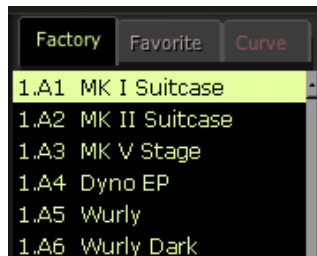 Factory Favorite Curve
1.A1 MK I Suitcase
1.A2 MK II Suitcase
1.A3 MK V Stage
1.A4 Dyno EP
1.A5 Wurly
1.A6 Wurly Dark